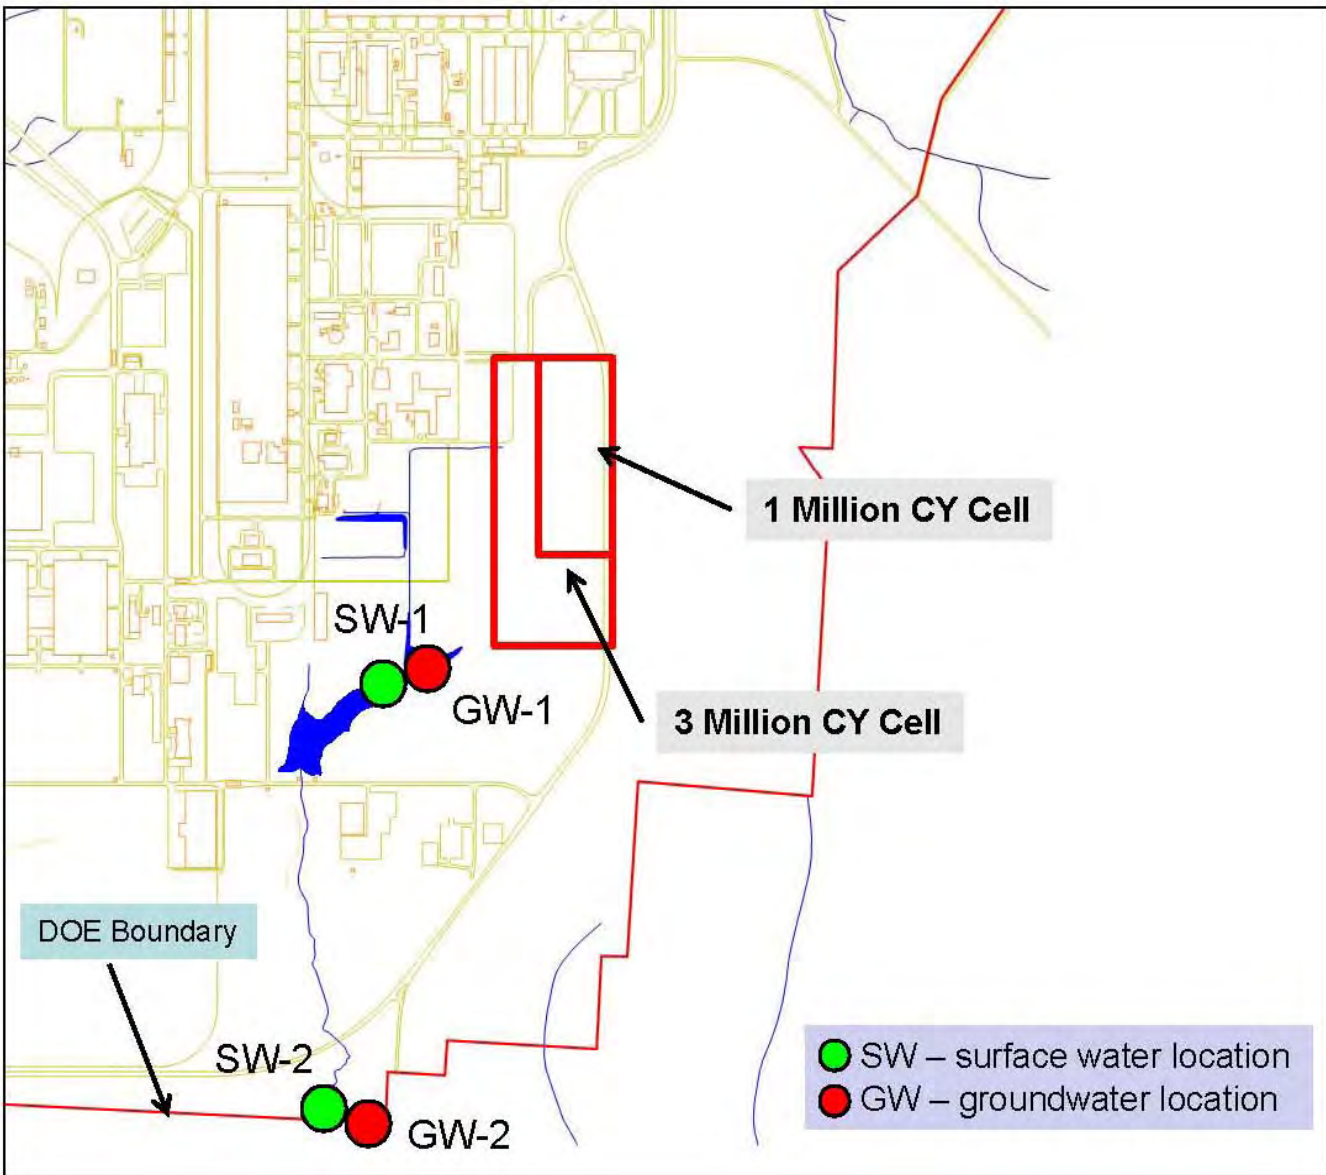 1 Million CY Cell
SW-1
GW-1
3 Million CY Cell
DOE Boundary
SW-2
GW-2
SW – surface water location
GW – groundwater location